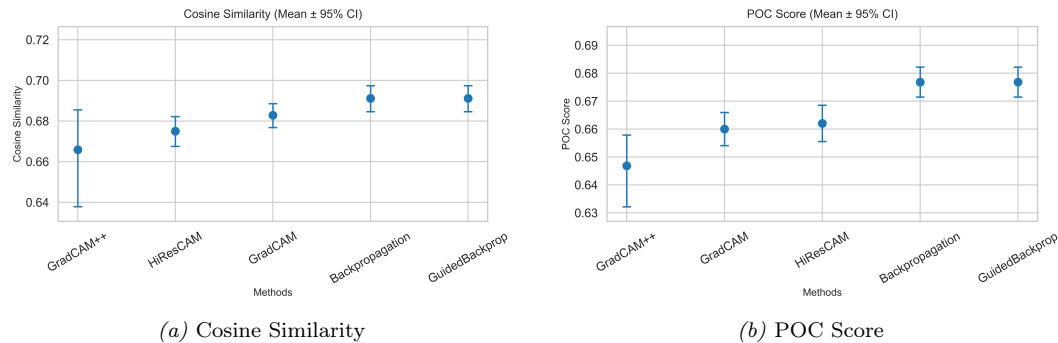 Cosine Similarity (Mean ± 95% CI)
0.72
0.70
0.68
0.66
0.64
Cosine Similarity
GradCAM++
HiResCAM
GradCAM
Backpropagation
GuidedBackprop
Methods
(a) Cosine Similarity
POC Score (Mean ± 95% CI)
0.69
0.68
0.67
0.66
0.65
0.64
0.63
POC Score
GradCAM++
GradCAM
HiResCAM
Backpropagation
GuidedBackprop
Methods
(b) POC Score